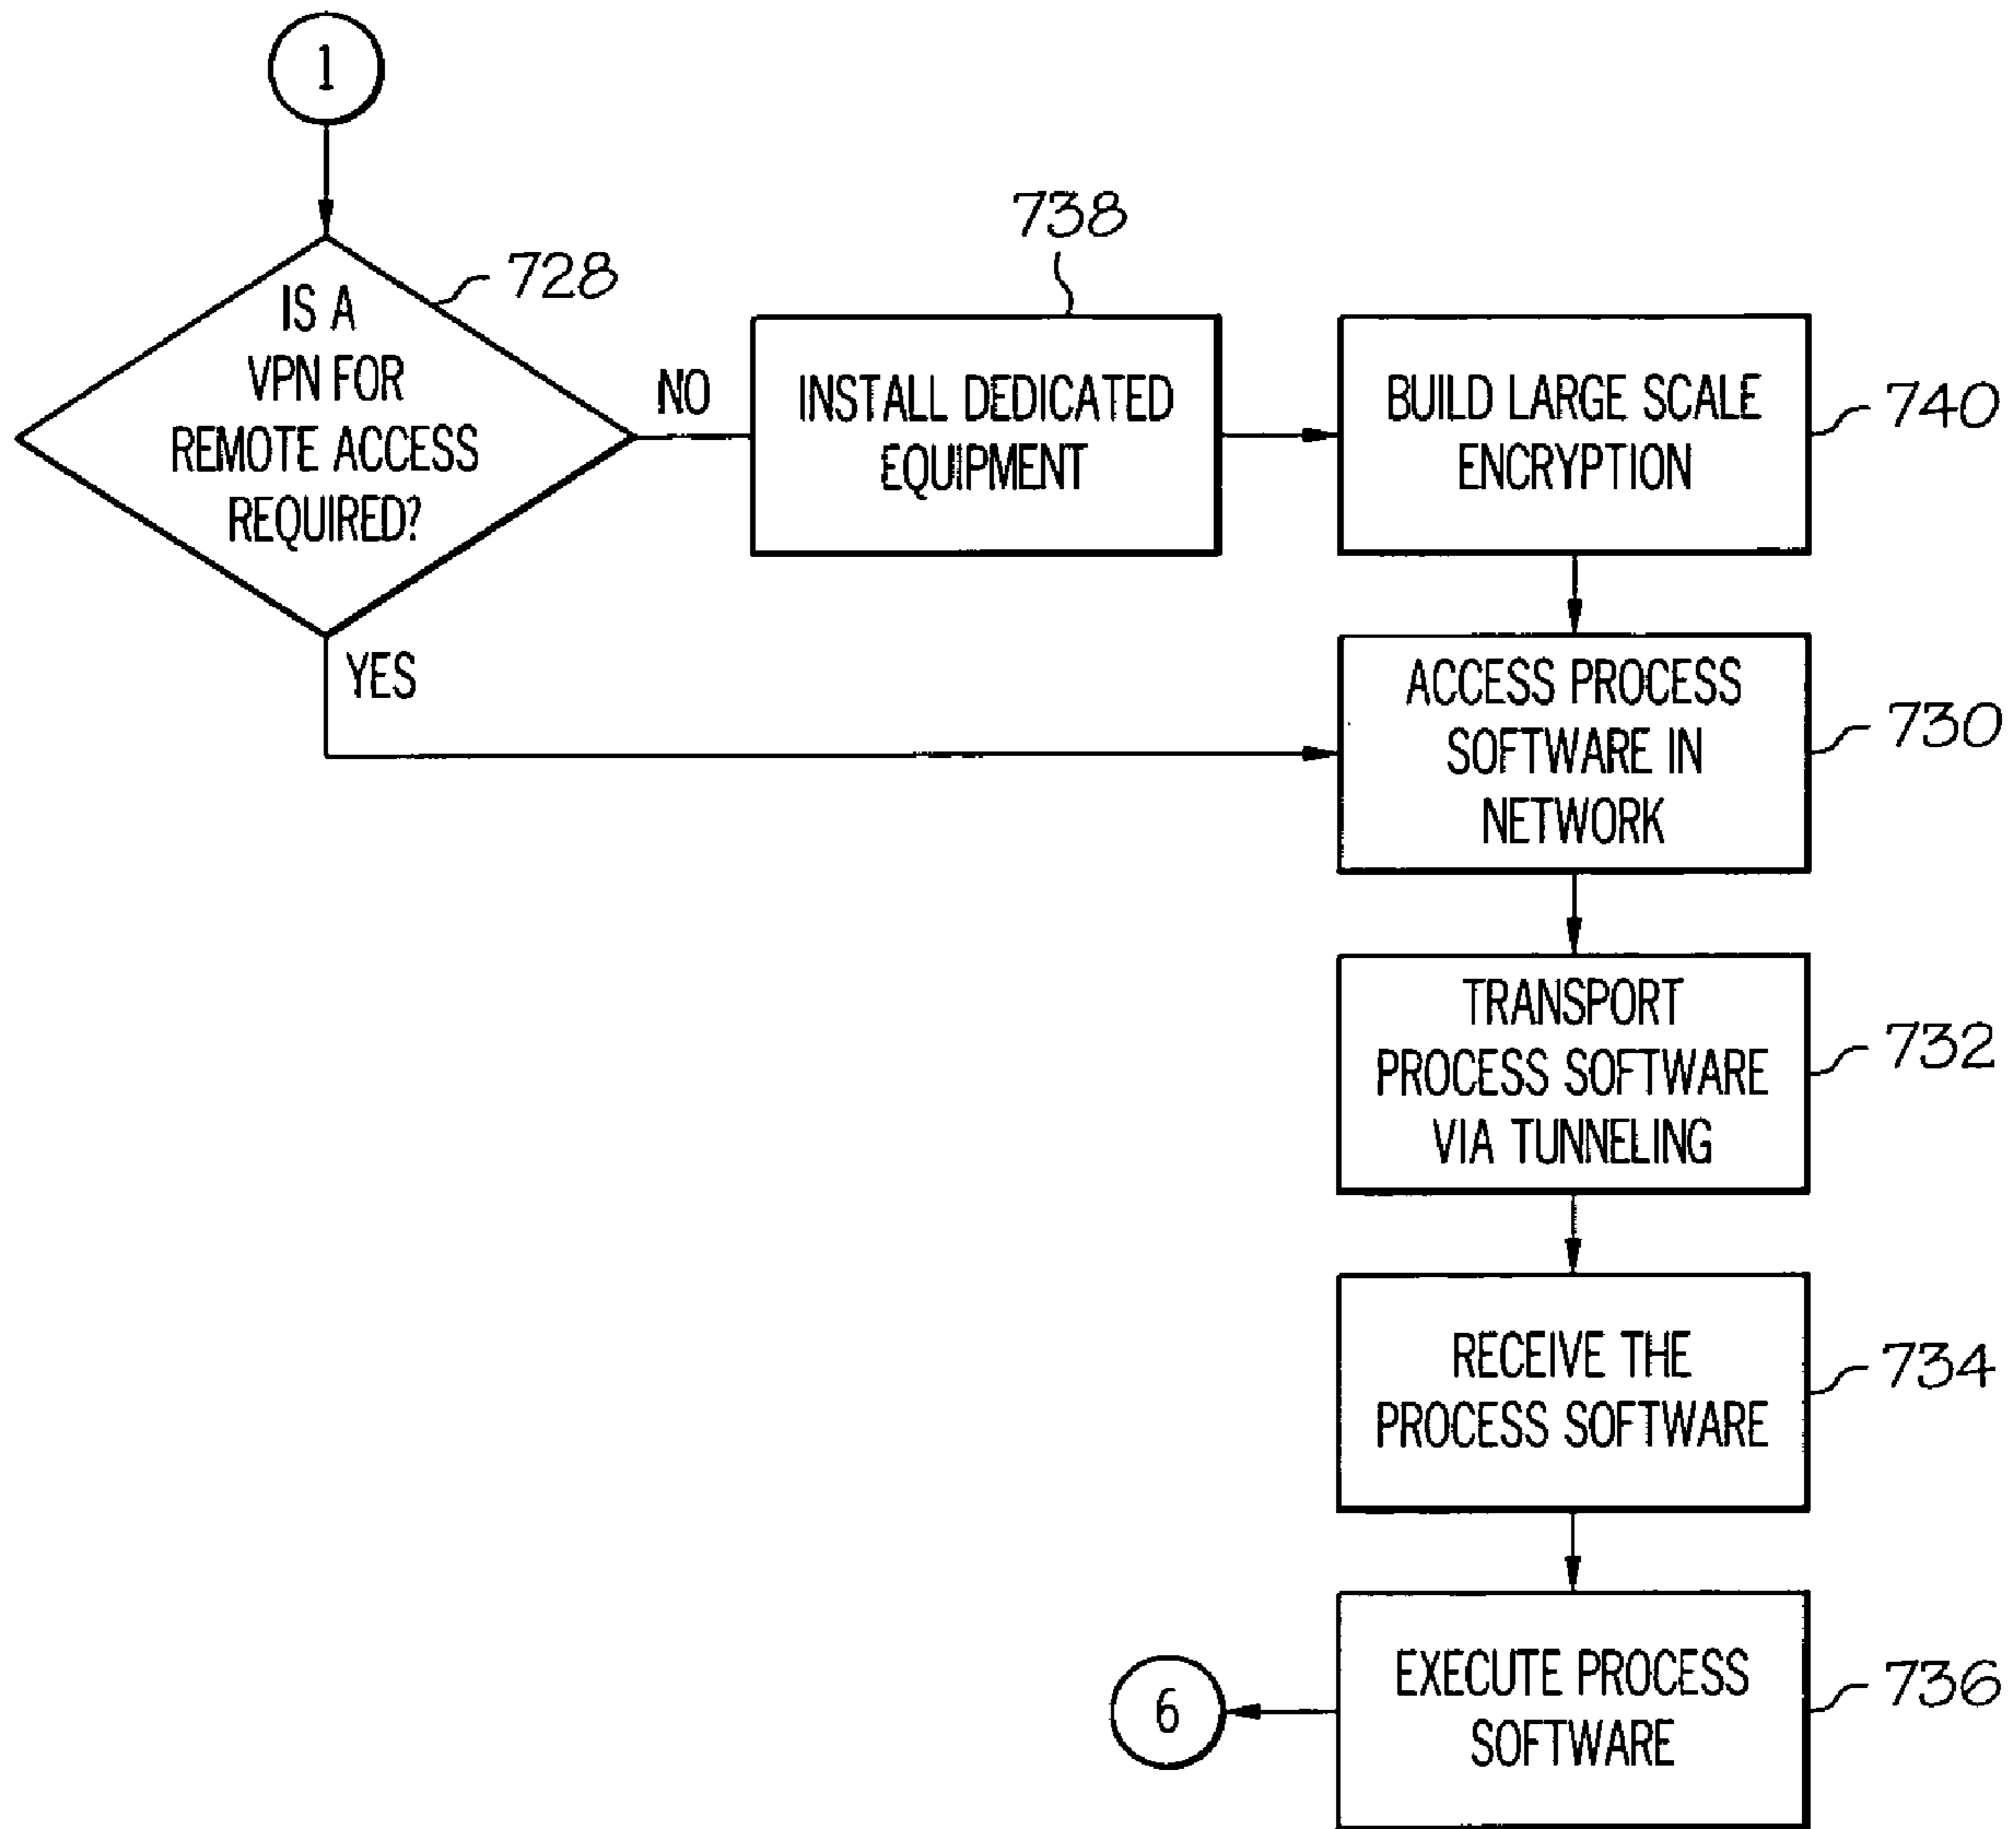 1
IS A
VPN FOR
REMOTE ACCESS
REQUIRED?
728
NO
YES
738
INSTALL DEDICATED
EQUIPMENT
BUILD LARGE SCALE
ENCRYPTION
740
ACCESS PROCESS
SOFTWARE IN
NETWORK
730
TRANSPORT
PROCESS SOFTWARE
VIA TUNNELING
732
RECEIVE THE
PROCESS SOFTWARE
734
EXECUTE PROCESS
SOFTWARE
736
6